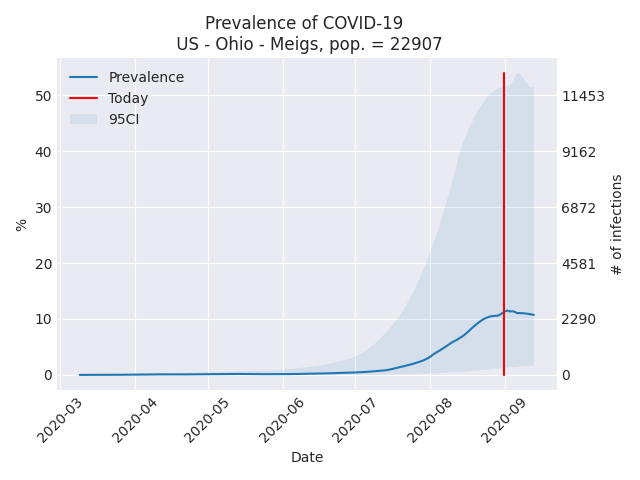 Prevalence of COVID-19
US - Ohio - Meigs, pop. = 22907
Prevalence
Today
95CI
50
40
30
20
10
0
%
11453
9162
6872
4581
2290
0
# of infections
2020-03
2020-04
2020-05
2020-06
2020-07
2020-08
2020-09
Date